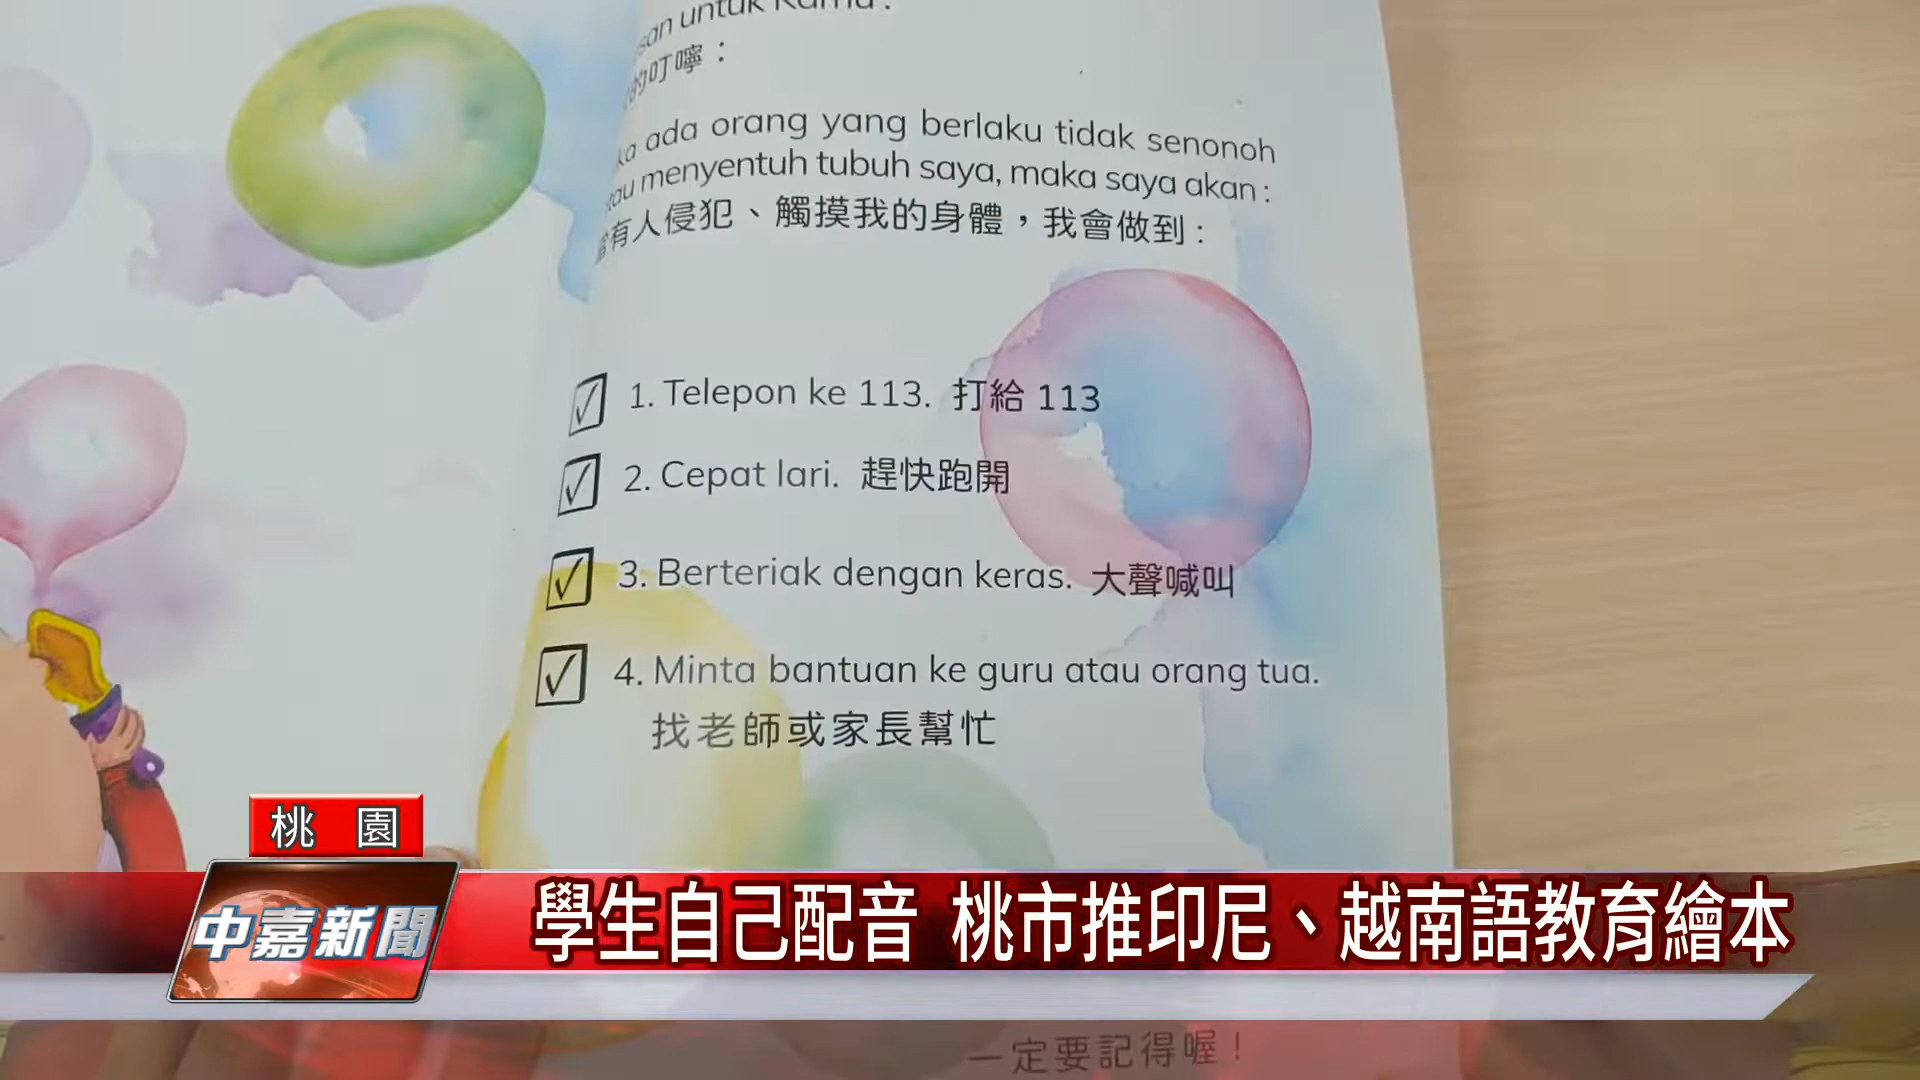 untuk Kamu :
的叮嚀：
ada orang yang berlaku tidak senonoh
menyentuh tubuh saya, maka saya akan :
有人侵犯、觸摸我的身體，我會做到：
1. Telepon ke 113. 打給 113
2. Cepat lari. 趕快跑開
3. Berteriak dengan keras. 大聲喊叫
4. Minta bantuan ke guru atau orang tua.
找老師或家長幫忙
桃 園
中嘉新聞
學生自己配音 桃市推印尼、越南語教育繪本
一定要記得喔！